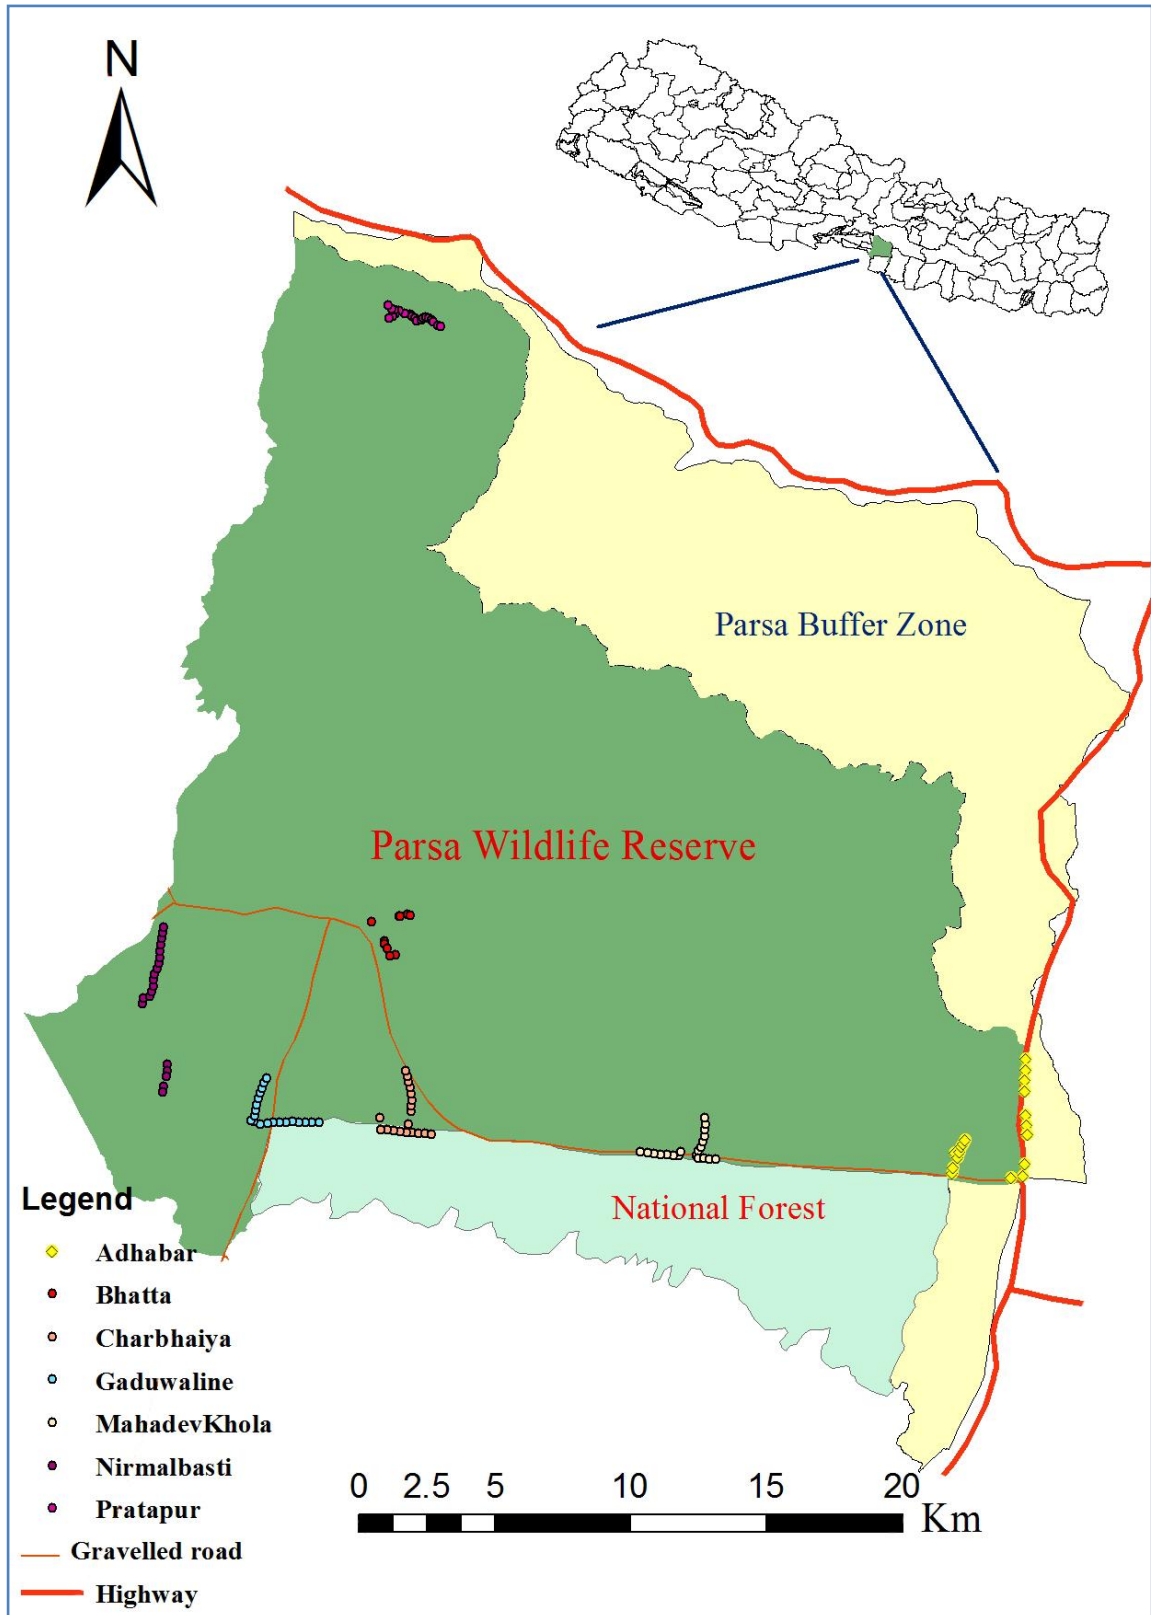 N
Parsa Buffer Zone
Parsa Wildlife Reserve
National Forest
Legend
Adhabar
Bhatta
Charbhaiya
Gaduwaline
MahadevKhola
Nirmalbasti
Pratapur
Gravelled road
Highway
0 2.5 5 10 15 20
Km